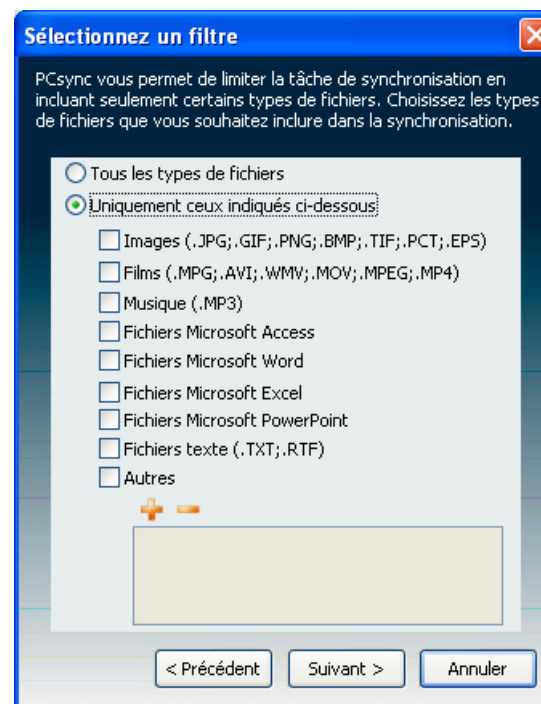 Sélectionnez un filtre
PCsync vous permet de limiter la tâche de synchronisation en
incluant seulement certains types de fichiers. Choisissez les types
de fichiers que vous souhaitez inclure dans la synchronisation.
Tous les types de fichiers
Uniquement ceux indiqués ci-dessous
Images (.JPG;.GIF;.PNG;.BMP;.TIF;.PCT;.EPS)
Films (.MPG;.AVI;.WMV;.MOV;.MPEG;.MP4)
Musique (.MP3)
Fichiers Microsoft Access
Fichiers Microsoft Word
Fichiers Microsoft Excel
Fichiers Microsoft PowerPoint
Fichiers texte (.TXT;.RTF)
Autres
< Précédent Suivant > Annuler